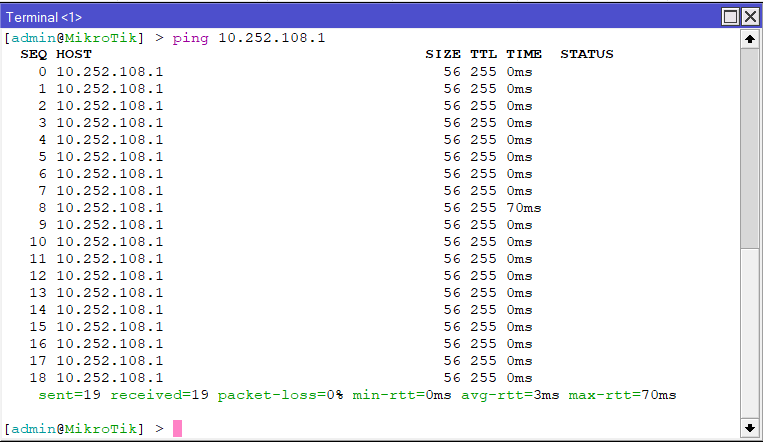 Terminal <1>
[admin@MikroTik] > ping 10.252.108.1
SEQ HOST SIZE TTL TIME STATUS
0 10.252.108.1 56 255 0ms
1 10.252.108.1 56 255 0ms
2 10.252.108.1 56 255 0ms
3 10.252.108.1 56 255 0ms
4 10.252.108.1 56 255 0ms
5 10.252.108.1 56 255 0ms
6 10.252.108.1 56 255 0ms
7 10.252.108.1 56 255 0ms
8 10.252.108.1 56 255 70ms
9 10.252.108.1 56 255 0ms
10 10.252.108.1 56 255 0ms
11 10.252.108.1 56 255 0ms
12 10.252.108.1 56 255 0ms
13 10.252.108.1 56 255 0ms
14 10.252.108.1 56 255 0ms
15 10.252.108.1 56 255 0ms
16 10.252.108.1 56 255 0ms
17 10.252.108.1 56 255 0ms
18 10.252.108.1 56 255 0ms
sent=19 received=19 packet-loss=0% min-rtt=0ms avg-rtt=3ms max-rtt=70ms
[admin@MikroTik] >